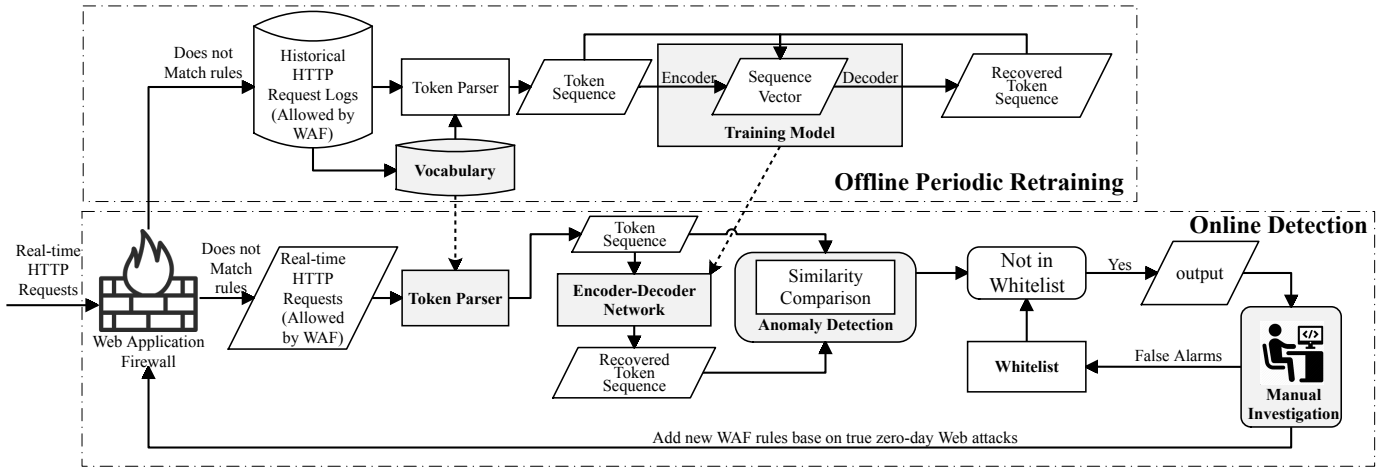 Does not
Match rules
Historical
HTTP
Request Logs
(Allowed by
WAF)
Token Parser
Vocabulary
Token
Sequence
Encoder
Sequence
Vector
Decoder
Training Model
Recovered
Token
Sequence
Offline Periodic Retraining
Online Detection
Real-time
HTTP
Requests
Web Application
Firewall
Does not
Match
rules
Real-time
HTTP
Requests
(Allowed
by WAF)
Token Parser
Token
Sequence
Encoder-Decoder
Network
Recovered
Token
Sequence
Similarity
Comparison
Anomaly Detection
Not in
Whitelist
Yes
output
Whitelist
False Alarms
Manual
Investigation
Add new WAF rules base on true zero-day Web attacks